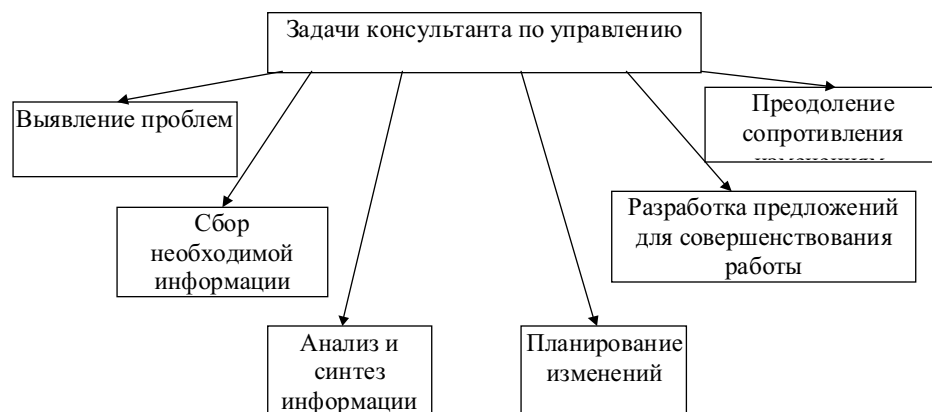 Задачи консультанта по управлению
Выявление проблем
Преодоление
сопротивления
изменениям
Сбор
необходимой
информации
Разработка предложений
для совершенствования
работы
Анализ и
синтез
информации
Планирование
изменений